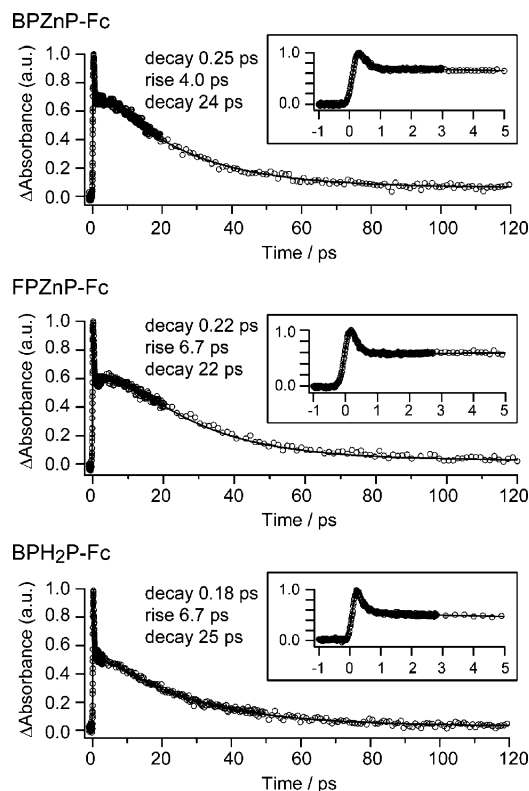 BPZnP-Fc
ΔAbsorbance (a.u.)
1.0
0.8
0.6
0.4
0.2
0.0
decay 0.25 ps
rise 4.0 ps
decay 24 ps
1.0
0.0
-1 0 1 2 3 4 5
0 20 40 60 80 100 120
Time / ps
FPZnP-Fc
ΔAbsorbance (a.u.)
1.0
0.8
0.6
0.4
0.2
0.0
decay 0.22 ps
rise 6.7 ps
decay 22 ps
1.0
0.0
-1 0 1 2 3 4 5
0 20 40 60 80 100 120
Time / ps
BPH₂P-Fc
ΔAbsorbance (a.u.)
1.0
0.8
0.6
0.4
0.2
0.0
decay 0.18 ps
rise 6.7 ps
decay 25 ps
1.0
0.0
-1 0 1 2 3 4 5
0 20 40 60 80 100 120
Time / ps